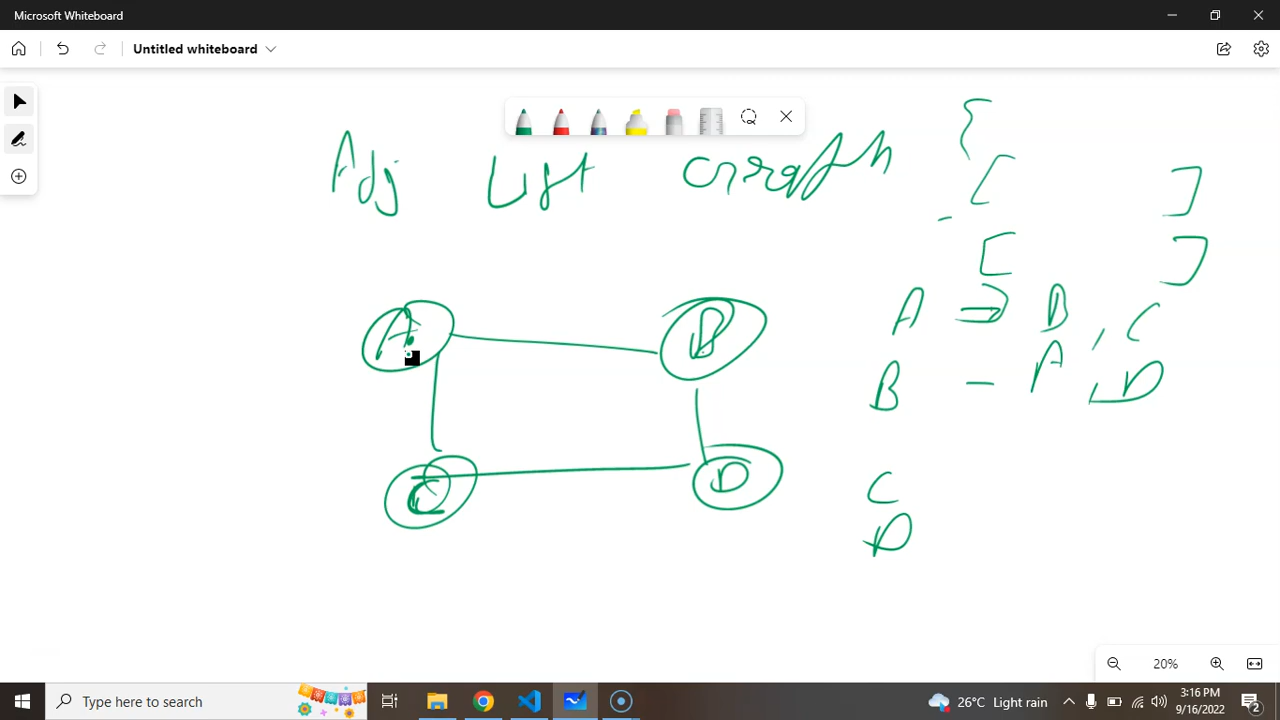 Microsoft Whiteboard
Untitled whiteboard
Adj List Graph
{
[ ]
[ ]
A B
C D
A ⇒ B, C
B - A, D
C
D
20%
Type here to search
26°C Light rain
3:16 PM
9/16/2022
2